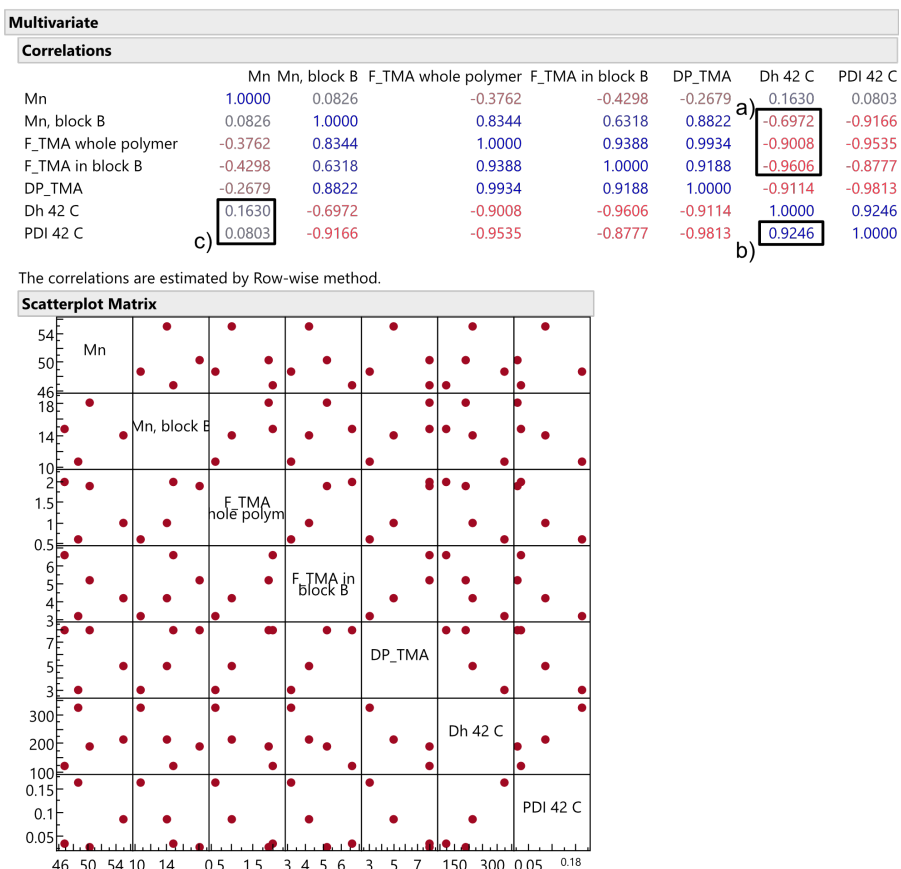 Multivariate
Correlations
Mn Mn, block B F_TMA whole polymer F_TMA in block B DP_TMA Dh 42 C PDI 42 C
Mn 1.0000 0.0826 -0.3762 -0.4298 -0.2679 0.1630 0.0803
a)
Mn, block B 0.0826 1.0000 0.8344 0.6318 0.8822 -0.6972 -0.9166
F_TMA whole polymer -0.3762 0.8344 1.0000 0.9388 0.9934 -0.9008 -0.9535
F_TMA in block B -0.4298 0.6318 0.9388 1.0000 0.9188 -0.9606 -0.8777
DP_TMA -0.2679 0.8822 0.9934 0.9188 1.0000 -0.9114 -0.9813
Dh 42 C 0.1630 -0.6972 -0.9008 -0.9606 -0.9114 1.0000 0.9246
PDI 42 C 0.0803 -0.9166 -0.9535 -0.8777 -0.9813 0.9246 1.0000
c)
b)
The correlations are estimated by Row-wise method.
Scatterplot Matrix
54
Mn
50
46
18
Mn, block B
14
10
2
1.5
F_TMA
hole polym
1
0.5
6
F_TMA in
block B
5
4
3
7
DP_TMA
5
3
300
Dh 42 C
200
100
0.15
PDI 42 C
0.1
0.05
46 50 54 10 14 0.5 1 1.5 3 4 5 6 3 5 7 150 300 0.05 0.18